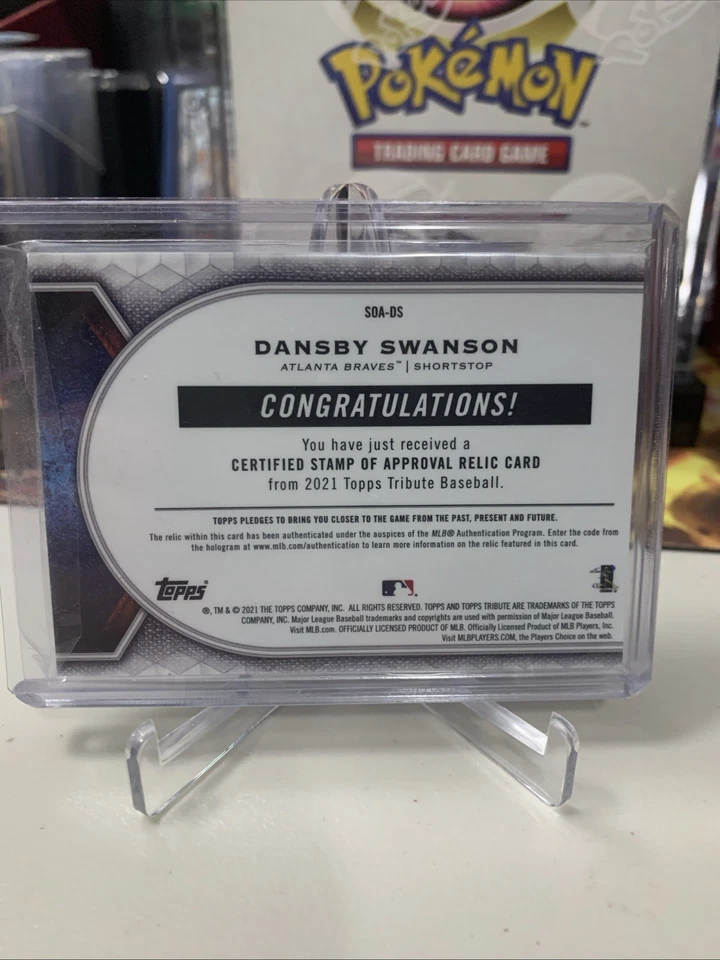 POKéMON
TRADING CARD GAME
SOA-DS
DANSBY SWANSON
ATLANTA BRAVES™ | SHORTSTOP
CONGRATULATIONS!
You have just received a
CERTIFIED STAMP OF APPROVAL RELIC CARD
from 2021 Topps Tribute Baseball.
TOPPS PLEDGES TO BRING YOU CLOSER TO THE GAME FROM THE PAST, PRESENT AND FUTURE.
The relic within this card has been authenticated under the auspices of the MLB® Authentication Program. Enter the code from
the hologram at www.mlb.com/authentication to learn more information on the relic featured in this card.
topps®
®, TM & © 2021 THE TOPPS COMPANY, INC. ALL RIGHTS RESERVED. TOPPS AND TOPPS TRIBUTE ARE TRADEMARKS OF THE TOPPS
COMPANY, INC. Major League Baseball trademarks and copyrights are used with permission of Major League Baseball.
Visit MLB.com. OFFICIALLY LICENSED PRODUCT OF MLB. Officially Licensed Product of MLB Players, Inc.
Visit MLBPLAYERS.COM, the Players Choice on the web.